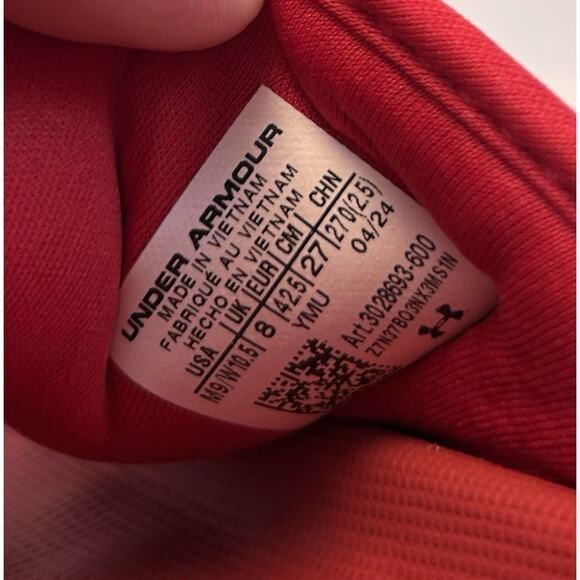 UNDER ARMOUR
MADE IN VIETNAM
FABRIQUÉ AU VIETNAM
HECHO EN VIETNAM
USA | UK | EUR | CM | CHN
M9/W10.5 | 8 | 42.5 | 27 | 270(2.5)
YMU 04/24
Art.3028693-600